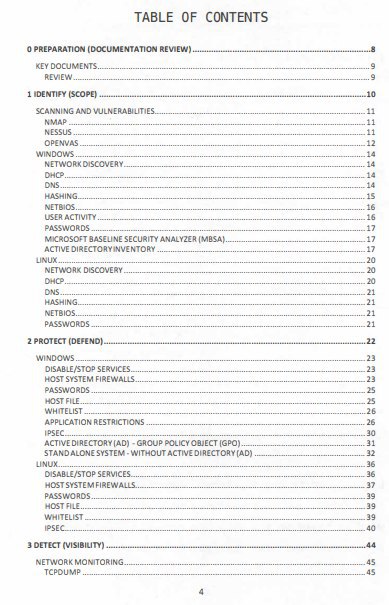 TABLE OF CONTENTS
0 PREPARATION (DOCUMENTATION REVIEW) 8
KEY DOCUMENTS 9
REVIEW 9
1 IDENTIFY (SCOPE) 10
SCANNING AND VULNERABILITIES 11
NMAP 11
NESSUS 11
OPENVAS 12
WINDOWS 14
NETWORK DISCOVERY 14
DHCP 14
DNS 14
HASHING 15
NETBIOS 16
USER ACTIVITY 16
PASSWORDS 17
MICROSOFT BASELINE SECURITY ANALYZER (MBSA) 17
ACTIVE DIRECTORY INVENTORY 17
LINUX 20
NETWORK DISCOVERY 20
DHCP 20
DNS 21
HASHING 21
NETBIOS 21
PASSWORDS 21
2 PROTECT (DEFEND) 22
WINDOWS 23
DISABLE/STOP SERVICES 23
HOST SYSTEM FIREWALLS 23
PASSWORDS 25
HOST FILE 25
WHITELIST 26
APPLICATION RESTRICTIONS 26
IPSEC 30
ACTIVE DIRECTORY (AD) - GROUP POLICY OBJECT (GPO) 31
STAND ALONE SYSTEM - WITHOUT ACTIVE DIRECTORY (AD) 32
LINUX 36
DISABLE/STOP SERVICES 36
HOST SYSTEM FIREWALLS 37
PASSWORDS 39
HOST FILE 39
WHITELIST 39
IPSEC 40
3 DETECT (VISIBILITY) 44
NETWORK MONITORING 45
TCPDUMP 45
4